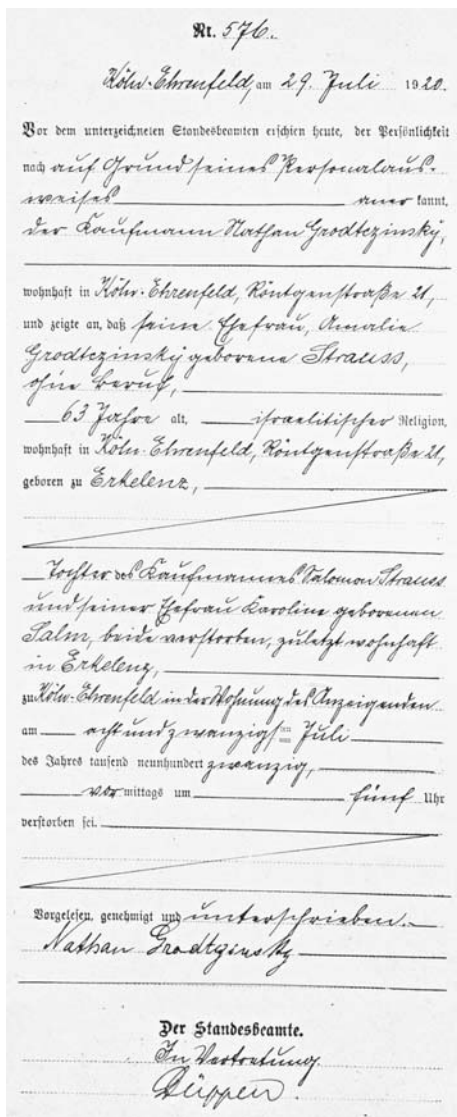 Nr. 576.
Köln-Ehrenfeld, am 29. Juli 1920.
Vor dem unterzeichneten Standesbeamten erschien heute, der Persönlichkeit
nach auf Grund seines Personalaus-
weises anerkannt,
der Kaufmann Nathan Grodtczinsky,
wohnhaft in Köln-Ehrenfeld, Röntgenstraße 21,
und zeigte an, daß seine Ehefrau, Amalie
Grodtczinsky geborene Strauss,
ohne Beruf,
63 Jahre alt, israelitischer Religion,
wohnhaft in Köln-Ehrenfeld, Röntgenstraße 21,
geboren zu Erkelenz,
Tochter des Kaufmannes Salomon Strauss
und seiner Ehefrau Karoline geborenen
Salm, beide verstorben, zuletzt wohnhaft
in Erkelenz,
zu Köln-Ehrenfeld in der Wohnung des Anzeigenden
am achtundzwanzigsten Juli
des Jahres tausend neunhundert zwanzig,
vormittags um fünf Uhr
verstorben sei.
Vorgelesen, genehmigt und unterschrieben.
Nathan Grodtzinsky
Der Standesbeamte.
In Vertretung.
Düppen.